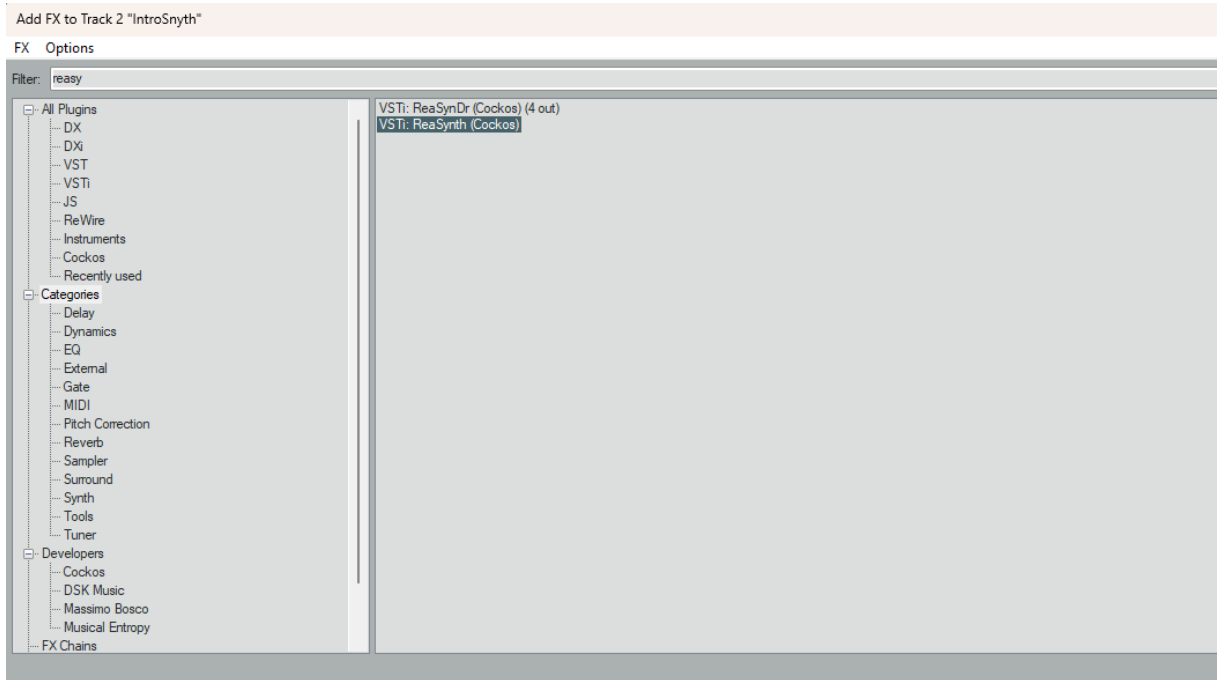 Add FX to Track 2 "IntroSnyth"
FX Options
Filter: reasy
All Plugins
DX
DXi
VST
VSTi
JS
ReWire
Instruments
Cockos
Recently used
Categories
Delay
Dynamics
EQ
External
Gate
MIDI
Pitch Correction
Reverb
Sampler
Surround
Synth
Tools
Tuner
Developers
Cockos
DSK Music
Massimo Bosco
Musical Entropy
FX Chains
VSTi: ReaSynDr (Cockos) (4 out)
VSTi: ReaSynth (Cockos)